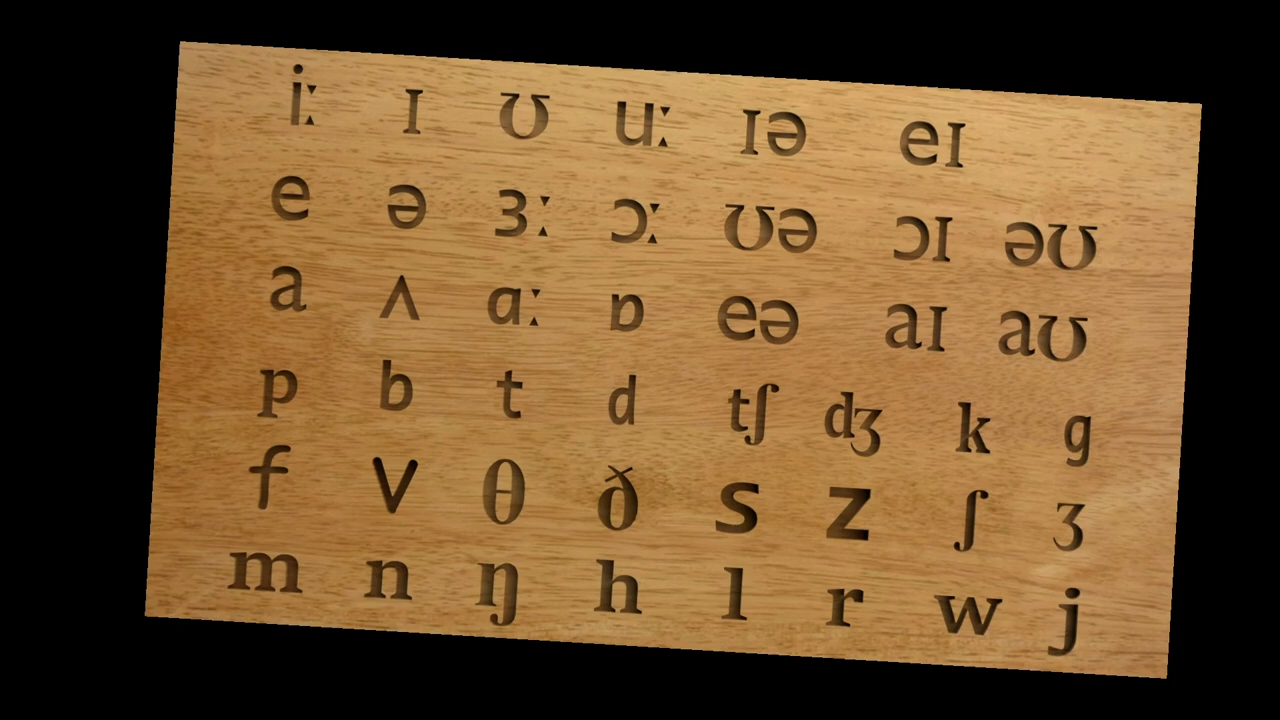 iː ɪ ʊ uː ɪə eɪ
e ə ɜː ɔː ʊə ɔɪ əʊ
a ʌ ɑː ɒ eə aɪ aʊ
p b t d tʃ dʒ k g
f v θ ð s z ʃ ʒ
m n ŋ h l r w j